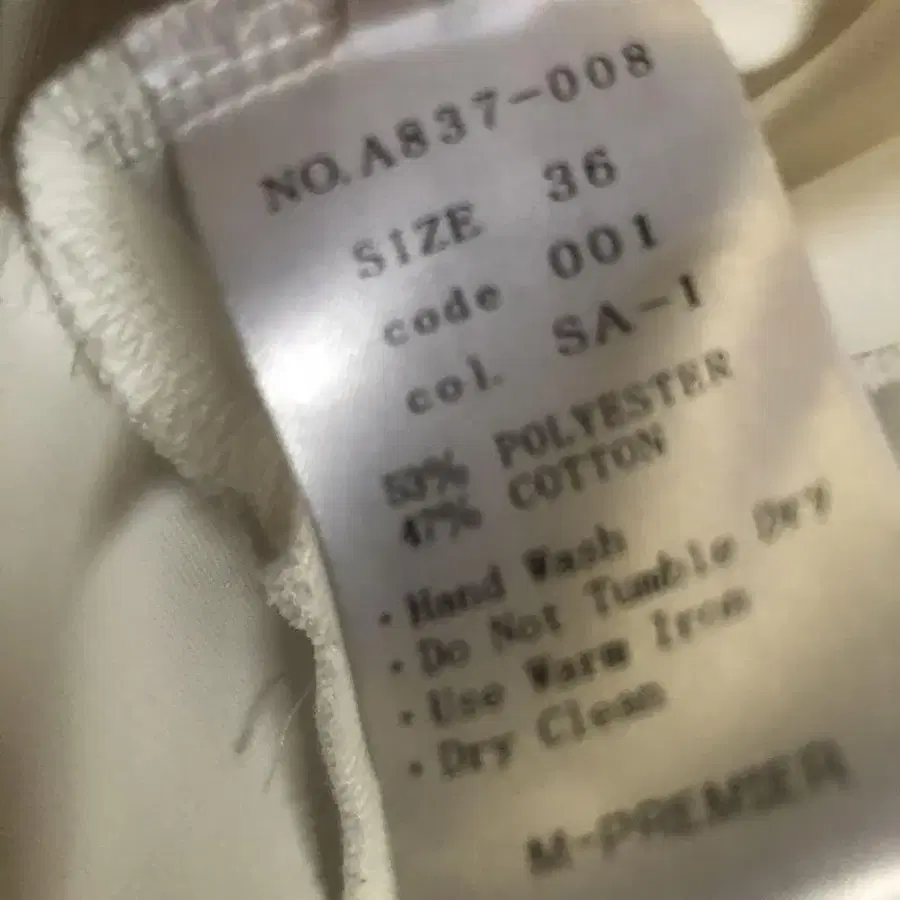 NO.A837-008
SIZE 36
code 001
col. SA-1
53% POLYESTER
47% COTTON
・Hand Wash
・Do Not Tumble Dry
・Use Warm Iron
・Dry Clean
M-PREMIER